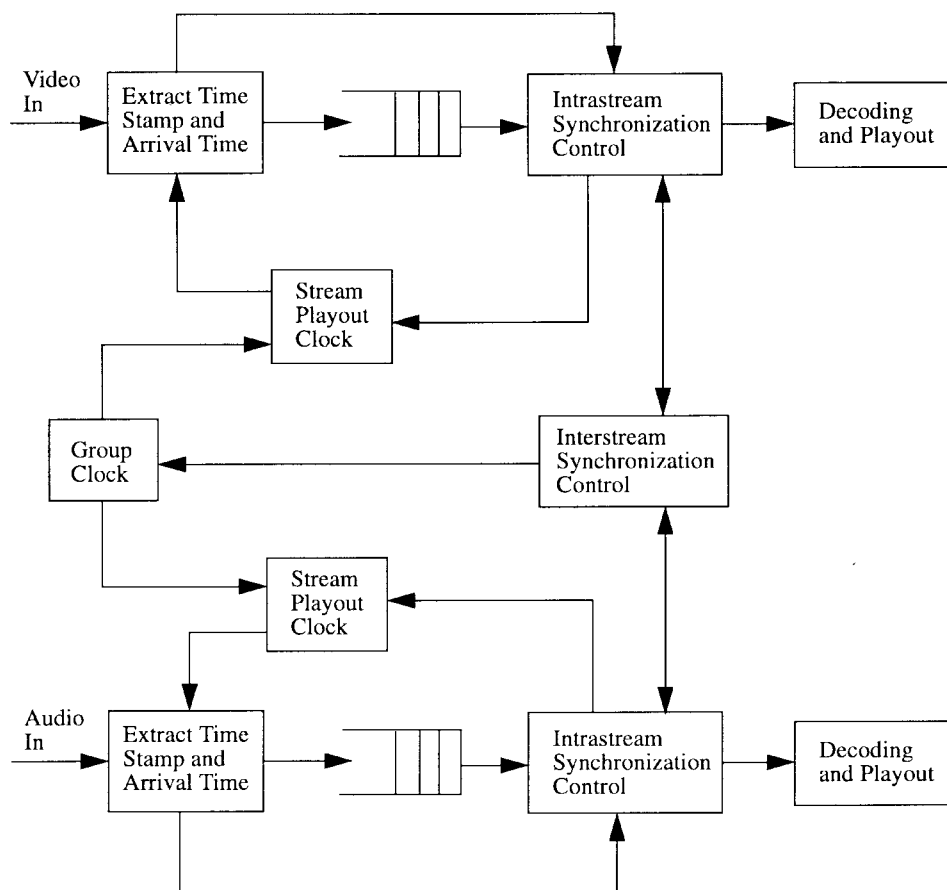 Video
In
Extract Time
Stamp and
Arrival Time
Intrastream
Synchronization
Control
Decoding
and Playout
Stream
Playout
Clock
Group
Clock
Interstream
Synchronization
Control
Stream
Playout
Clock
Audio
In
Extract Time
Stamp and
Arrival Time
Intrastream
Synchronization
Control
Decoding
and Playout